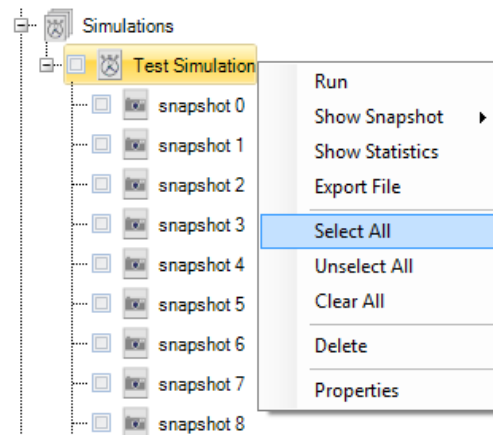 Simulations
Test Simulation
snapshot 0
snapshot 1
snapshot 2
snapshot 3
snapshot 4
snapshot 5
snapshot 6
snapshot 7
snapshot 8
Run
Show Snapshot
Show Statistics
Export File
Select All
Unselect All
Clear All
Delete
Properties